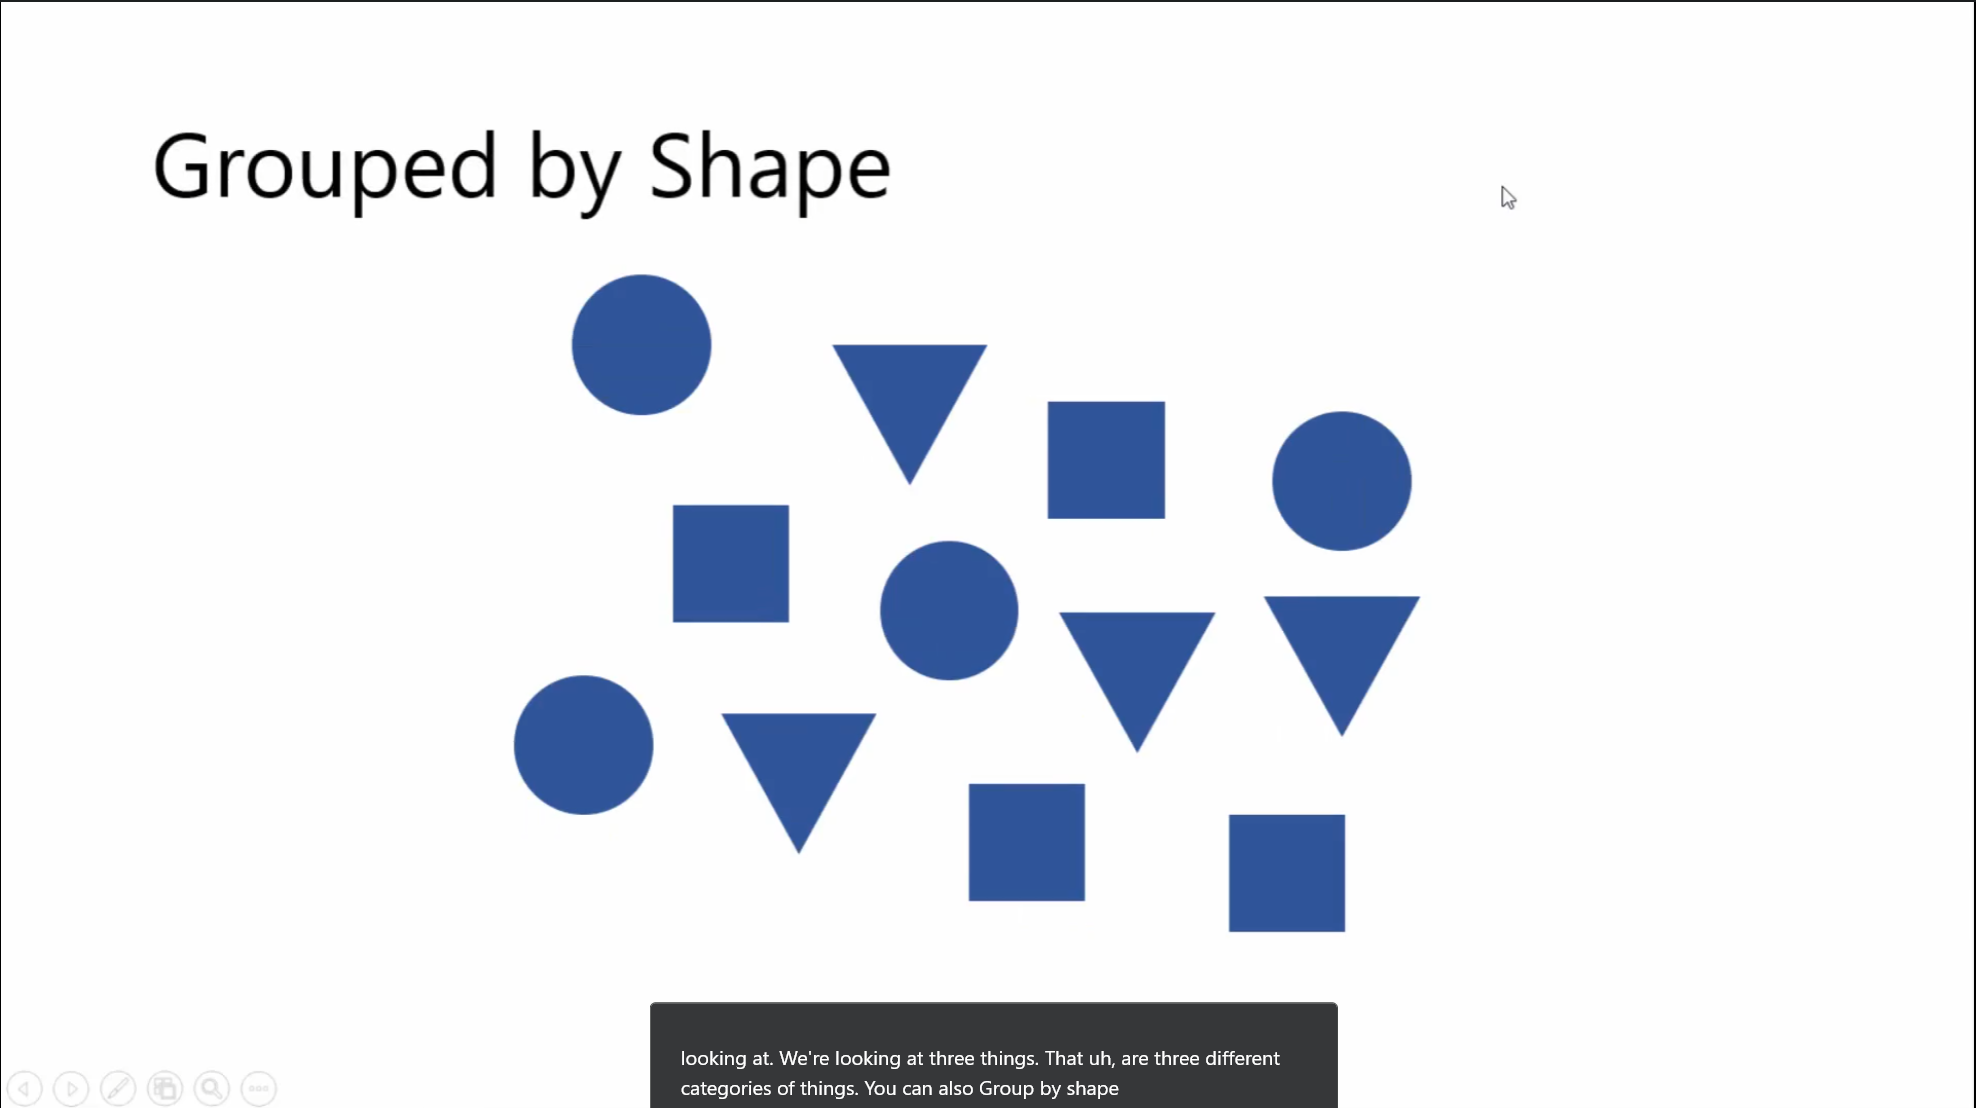 Grouped by Shape
looking at. We're looking at three things. That uh, are three different
categories of things. You can also Group by shape